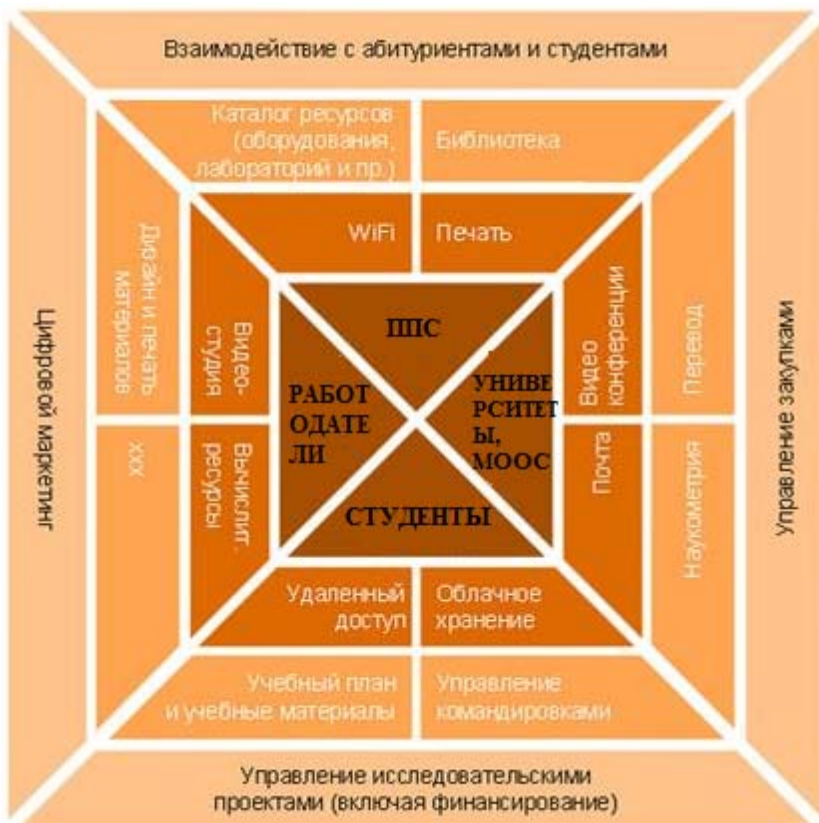 Взаимодействие с абитуриентами и студентами
Каталог ресурсов
(оборудования,
лабораторий и пр.)
Библиотека
WiFi
Печать
Цифровой маркетинг
Дизайн и печать
материалов
ххх
Видео-
студия
Вычислит.
ресурсы
ППС
РАБОТ
ОДАТЕ
ЛИ
УНИВЕ
РСИТЕТ
Ы,
МООС
СТУДЕНТЫ
Видео
конференции
Почта
Перевод
Наукометрия
Управление закупками
Удаленный
доступ
Облачное
хранение
Учебный план
и учебные материалы
Управление
командировками
Управление исследовательскими
проектами (включая финансирование)